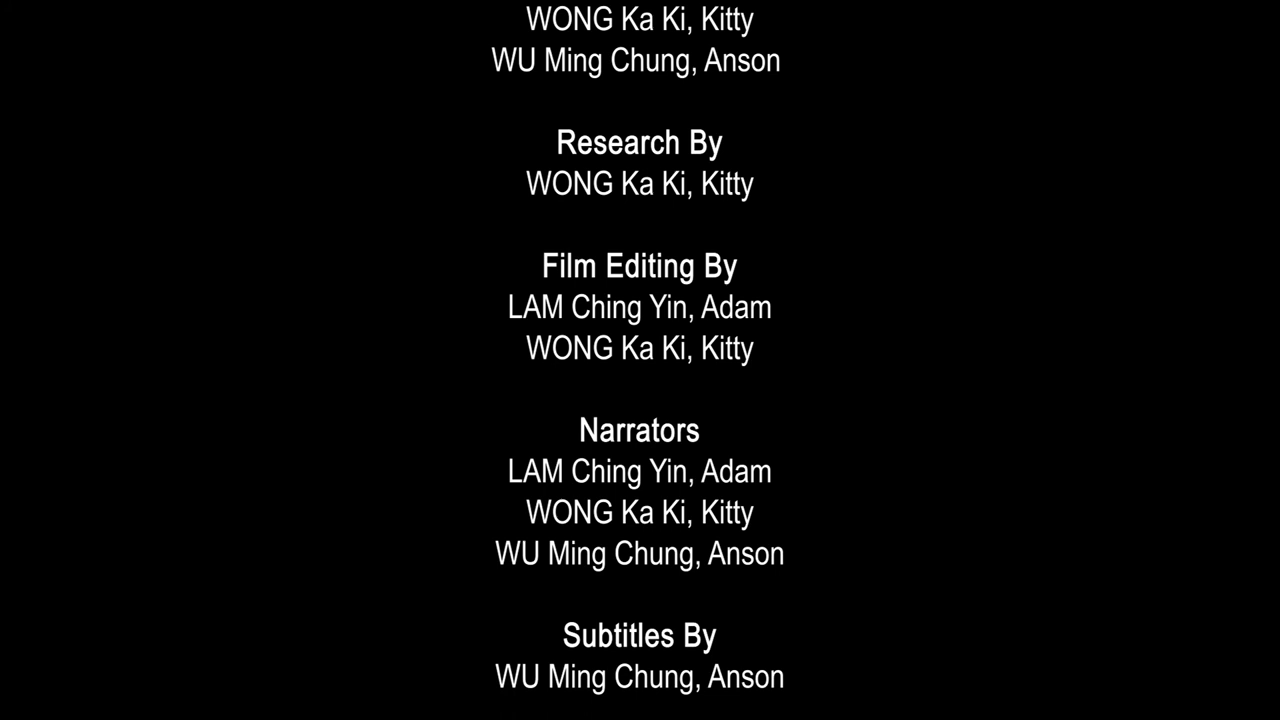 WONG Ka Ki, Kitty
WU Ming Chung, Anson
Research By
WONG Ka Ki, Kitty
Film Editing By
LAM Ching Yin, Adam
WONG Ka Ki, Kitty
Narrators
LAM Ching Yin, Adam
WONG Ka Ki, Kitty
WU Ming Chung, Anson
Subtitles By
WU Ming Chung, Anson